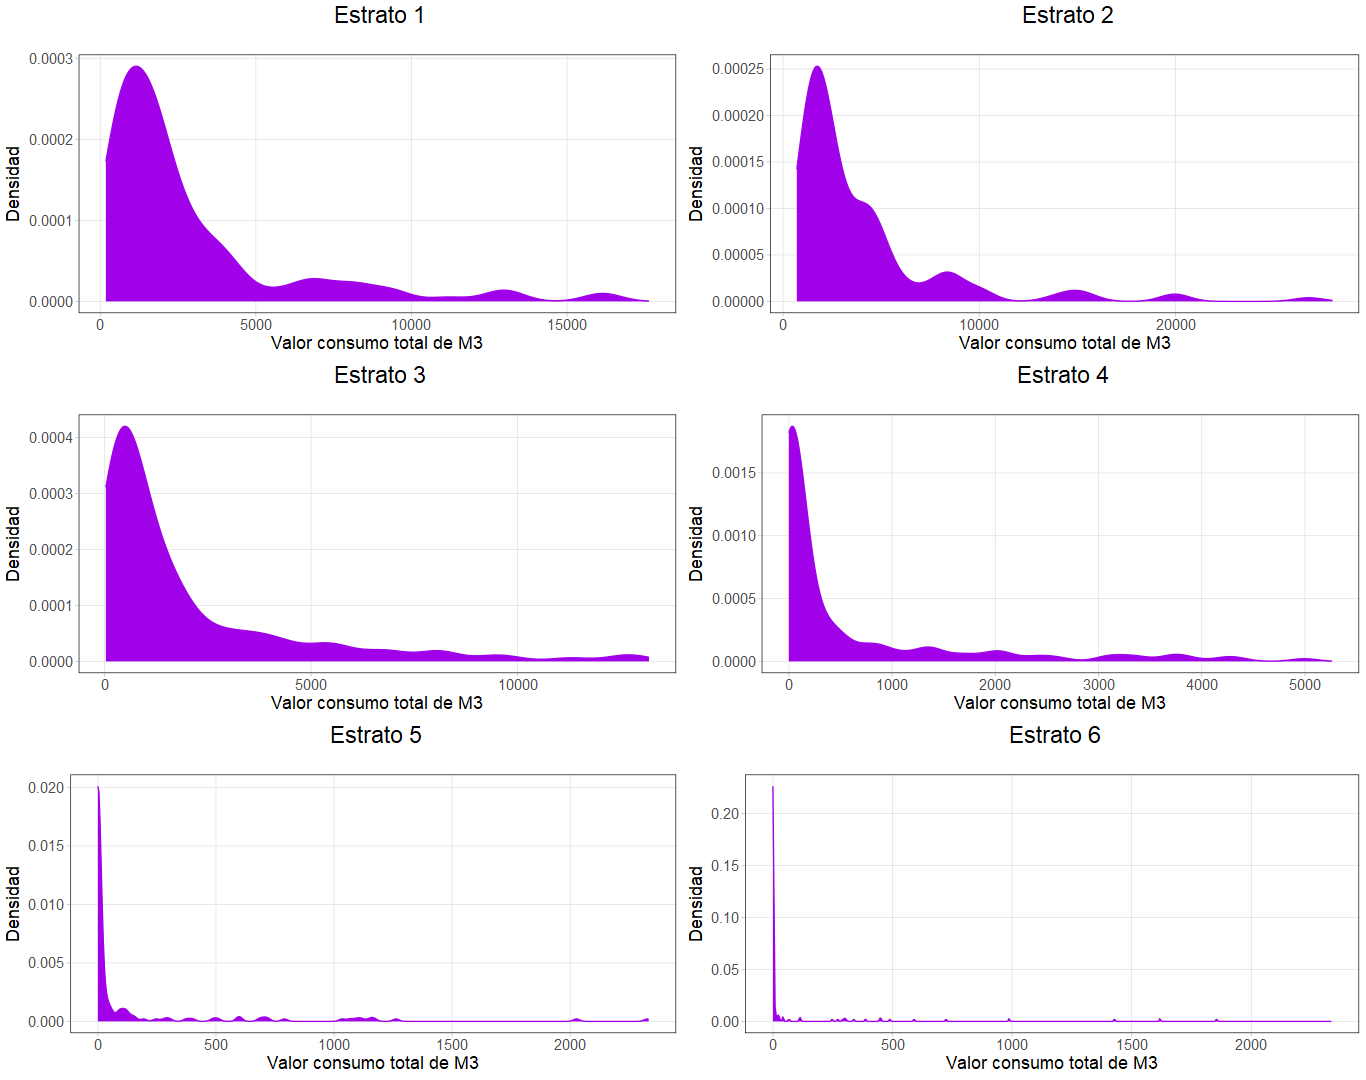 Estrato 1
Densidad
0.0003
0.0002
0.0001
0.0000
0 5000 10000 15000
Valor consumo total de M3
Estrato 2
Densidad
0.00025
0.00020
0.00015
0.00010
0.00005
0.00000
0 10000 20000
Valor consumo total de M3
Estrato 3
Densidad
0.0004
0.0003
0.0002
0.0001
0.0000
0 5000 10000
Valor consumo total de M3
Estrato 4
Densidad
0.0015
0.0010
0.0005
0.0000
0 1000 2000 3000 4000 5000
Valor consumo total de M3
Estrato 5
Densidad
0.020
0.015
0.010
0.005
0.000
0 500 1000 1500 2000
Valor consumo total de M3
Estrato 6
Densidad
0.20
0.15
0.10
0.05
0.00
0 500 1000 1500 2000
Valor consumo total de M3